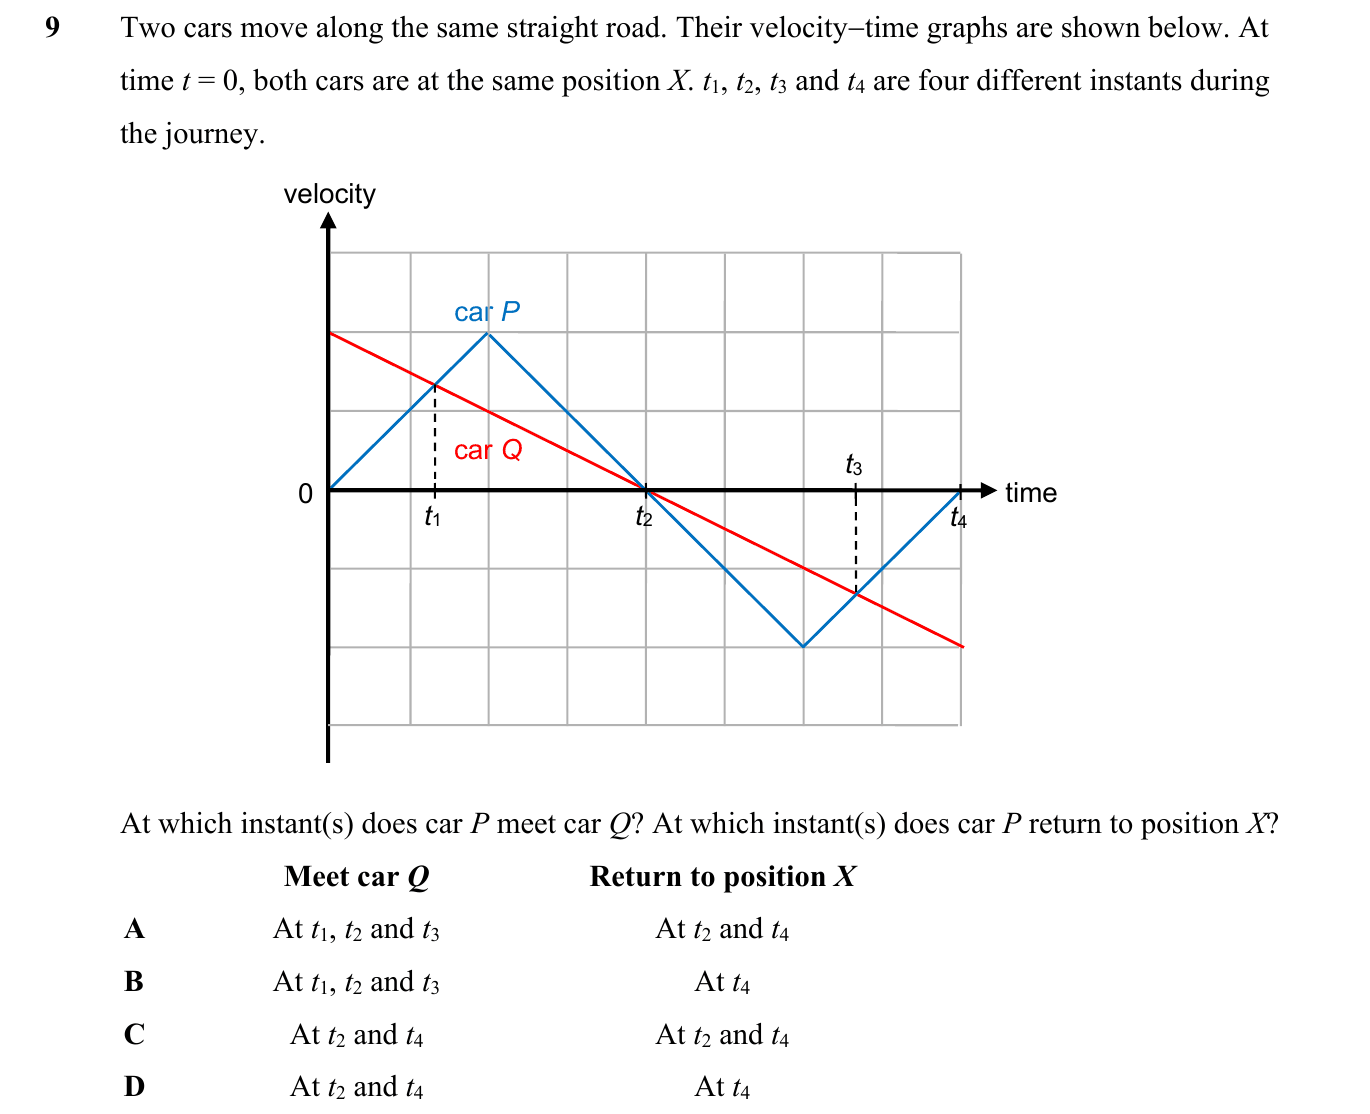 9 Two cars move along the same straight road. Their velocity–time graphs are shown below. At
time t = 0, both cars are at the same position X. t₁, t₂, t₃ and t₄ are four different instants during
the journey.
velocity
car P
car Q
t₃
0
time
t₁
t₂
t₄
At which instant(s) does car P meet car Q? At which instant(s) does car P return to position X?
Meet car Q Return to position X
A At t₁, t₂ and t₃ At t₂ and t₄
B At t₁, t₂ and t₃ At t₄
C At t₂ and t₄ At t₂ and t₄
D At t₂ and t₄ At t₄